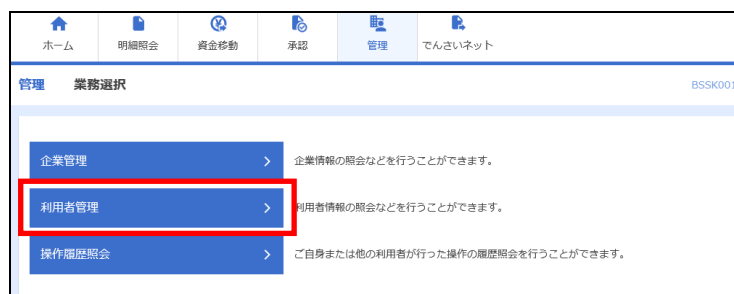 ホーム 明細照会 資金移動 承認 管理 でんさいネット
管理 業務選択 BSSK001
企業管理 企業情報の照会などを行うことができます。
利用者管理 利用者情報の照会などを行うことができます。
操作履歴照会 ご自身または他の利用者が行った操作の履歴照会を行うことができます。